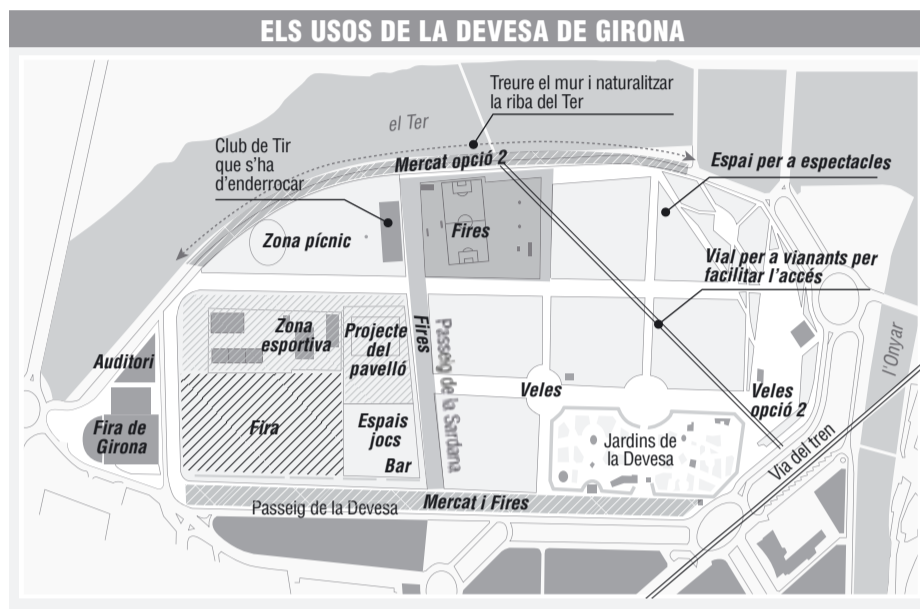 ELS USOS DE LA DEVESA DE GIRONA
Treure el mur i naturalitzar
la riba del Ter
el Ter
Club de Tir
que s'ha
d'enderrocar
Mercat opció 2
Espai per a espectacles
Zona pícnic
Fires
Vial per a vianants per
facilitar l'accés
Zona
esportiva
Projecte
del
pavelló
Fires
Passeig de la Sardana
l'Onyar
Auditori
Veles
Veles
opció 2
Fira de
Girona
Fira
Espais
jocs
Bar
Jardins de
la Devesa
Via del tren
Mercat i Fires
Passeig de la Devesa